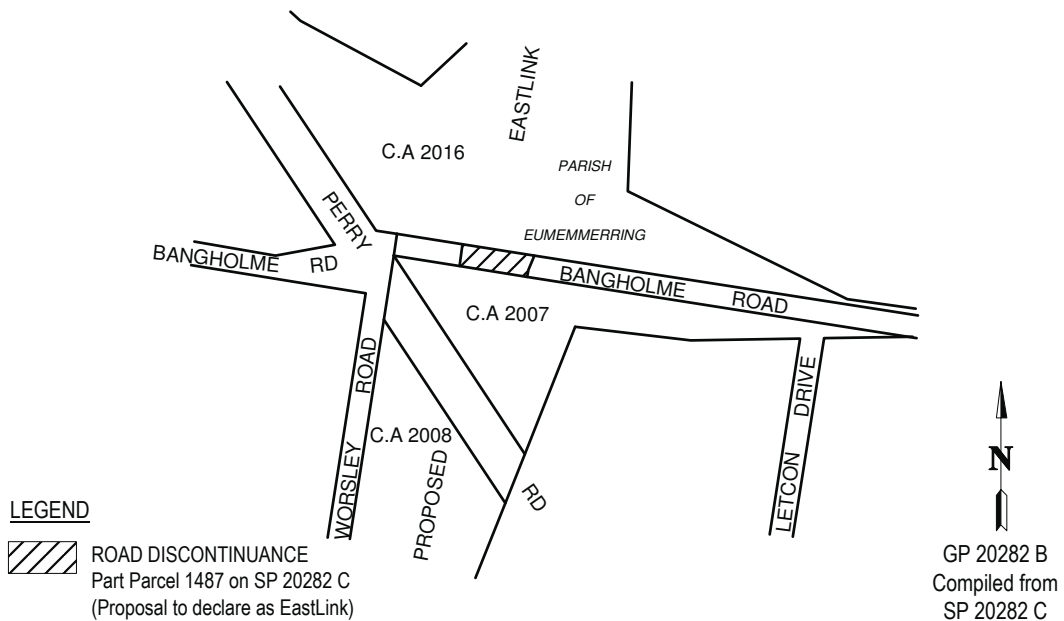 EASTLINK
C.A 2016
PARISH
OF
EUMEMMERRING
PERRY
BANGHOLME RD
BANGHOLME ROAD
C.A 2007
WORSLEY ROAD
C.A 2008
PROPOSED
RD
LETCON DRIVE
N
LEGEND
ROAD DISCONTINUANCE
Part Parcel 1487 on SP 20282 C
(Proposal to declare as EastLink)
GP 20282 B
Compiled from
SP 20282 C